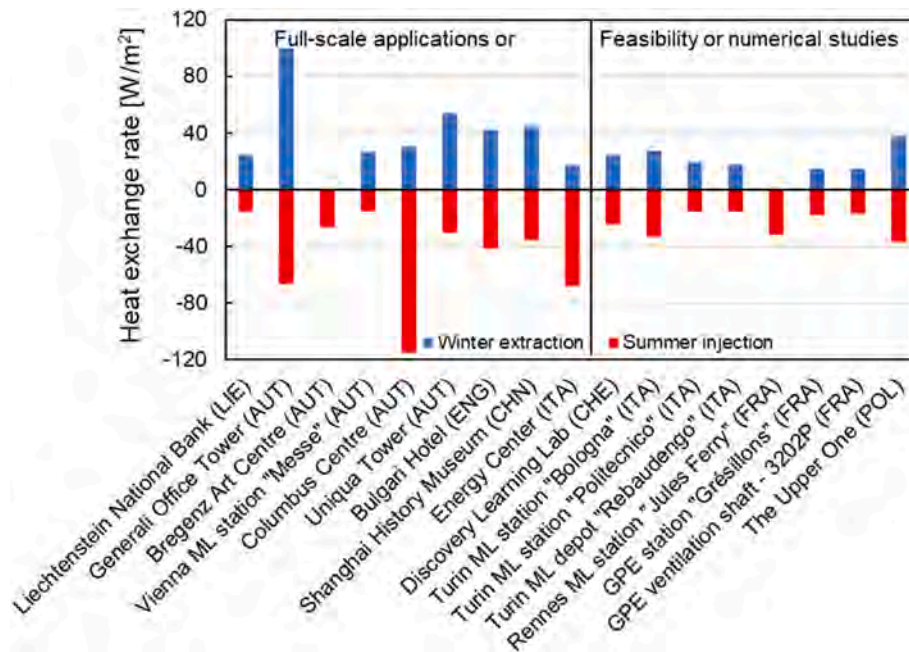 Heat exchange rate [W/m²]
120
80
40
0
-40
-80
-120
Full-scale applications or
Feasibility or numerical studies
Winter extraction
Summer injection
Liechtenstein National Bank (LIE)
Generali Office Tower (AUT)
Bregenz Art Centre (AUT)
Vienna ML station "Messe" (AUT)
Columbus Centre (AUT)
Uniqua Tower (AUT)
Bulgari Hotel (ENG)
Shanghai History Museum (CHN)
Energy Center (ITA)
Discovery Learning Lab (CHE)
Turin ML station "Bologna" (ITA)
Turin ML station "Politecnico" (ITA)
Turin ML depot "Rebaudengo" (ITA)
Rennes ML station "Jules Ferry" (FRA)
GPE station "Grésillons" (FRA)
GPE ventilation shaft - 3202P (FRA)
The Upper One (POL)